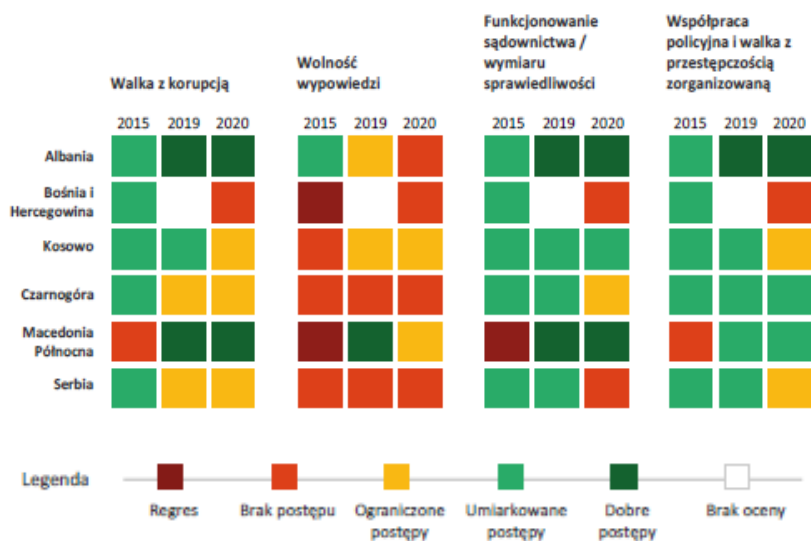 Walka z korupcją
Wolność
wypowiedzi
Funkcjonowanie
sądownictwa /
wymiaru
sprawiedliwości
Współpraca
policyjna i walka z
przestępczością
zorganizowaną
2015 2019 2020 2015 2019 2020 2015 2019 2020 2015 2019 2020
Albania
Bośnia i
Hercegowina
Kosowo
Czarnogóra
Macedonia
Północna
Serbia
Legenda
Regres
Brak postępu
Ograniczone
postępy
Umiarkowane
postępy
Dobre
postępy
Brak oceny